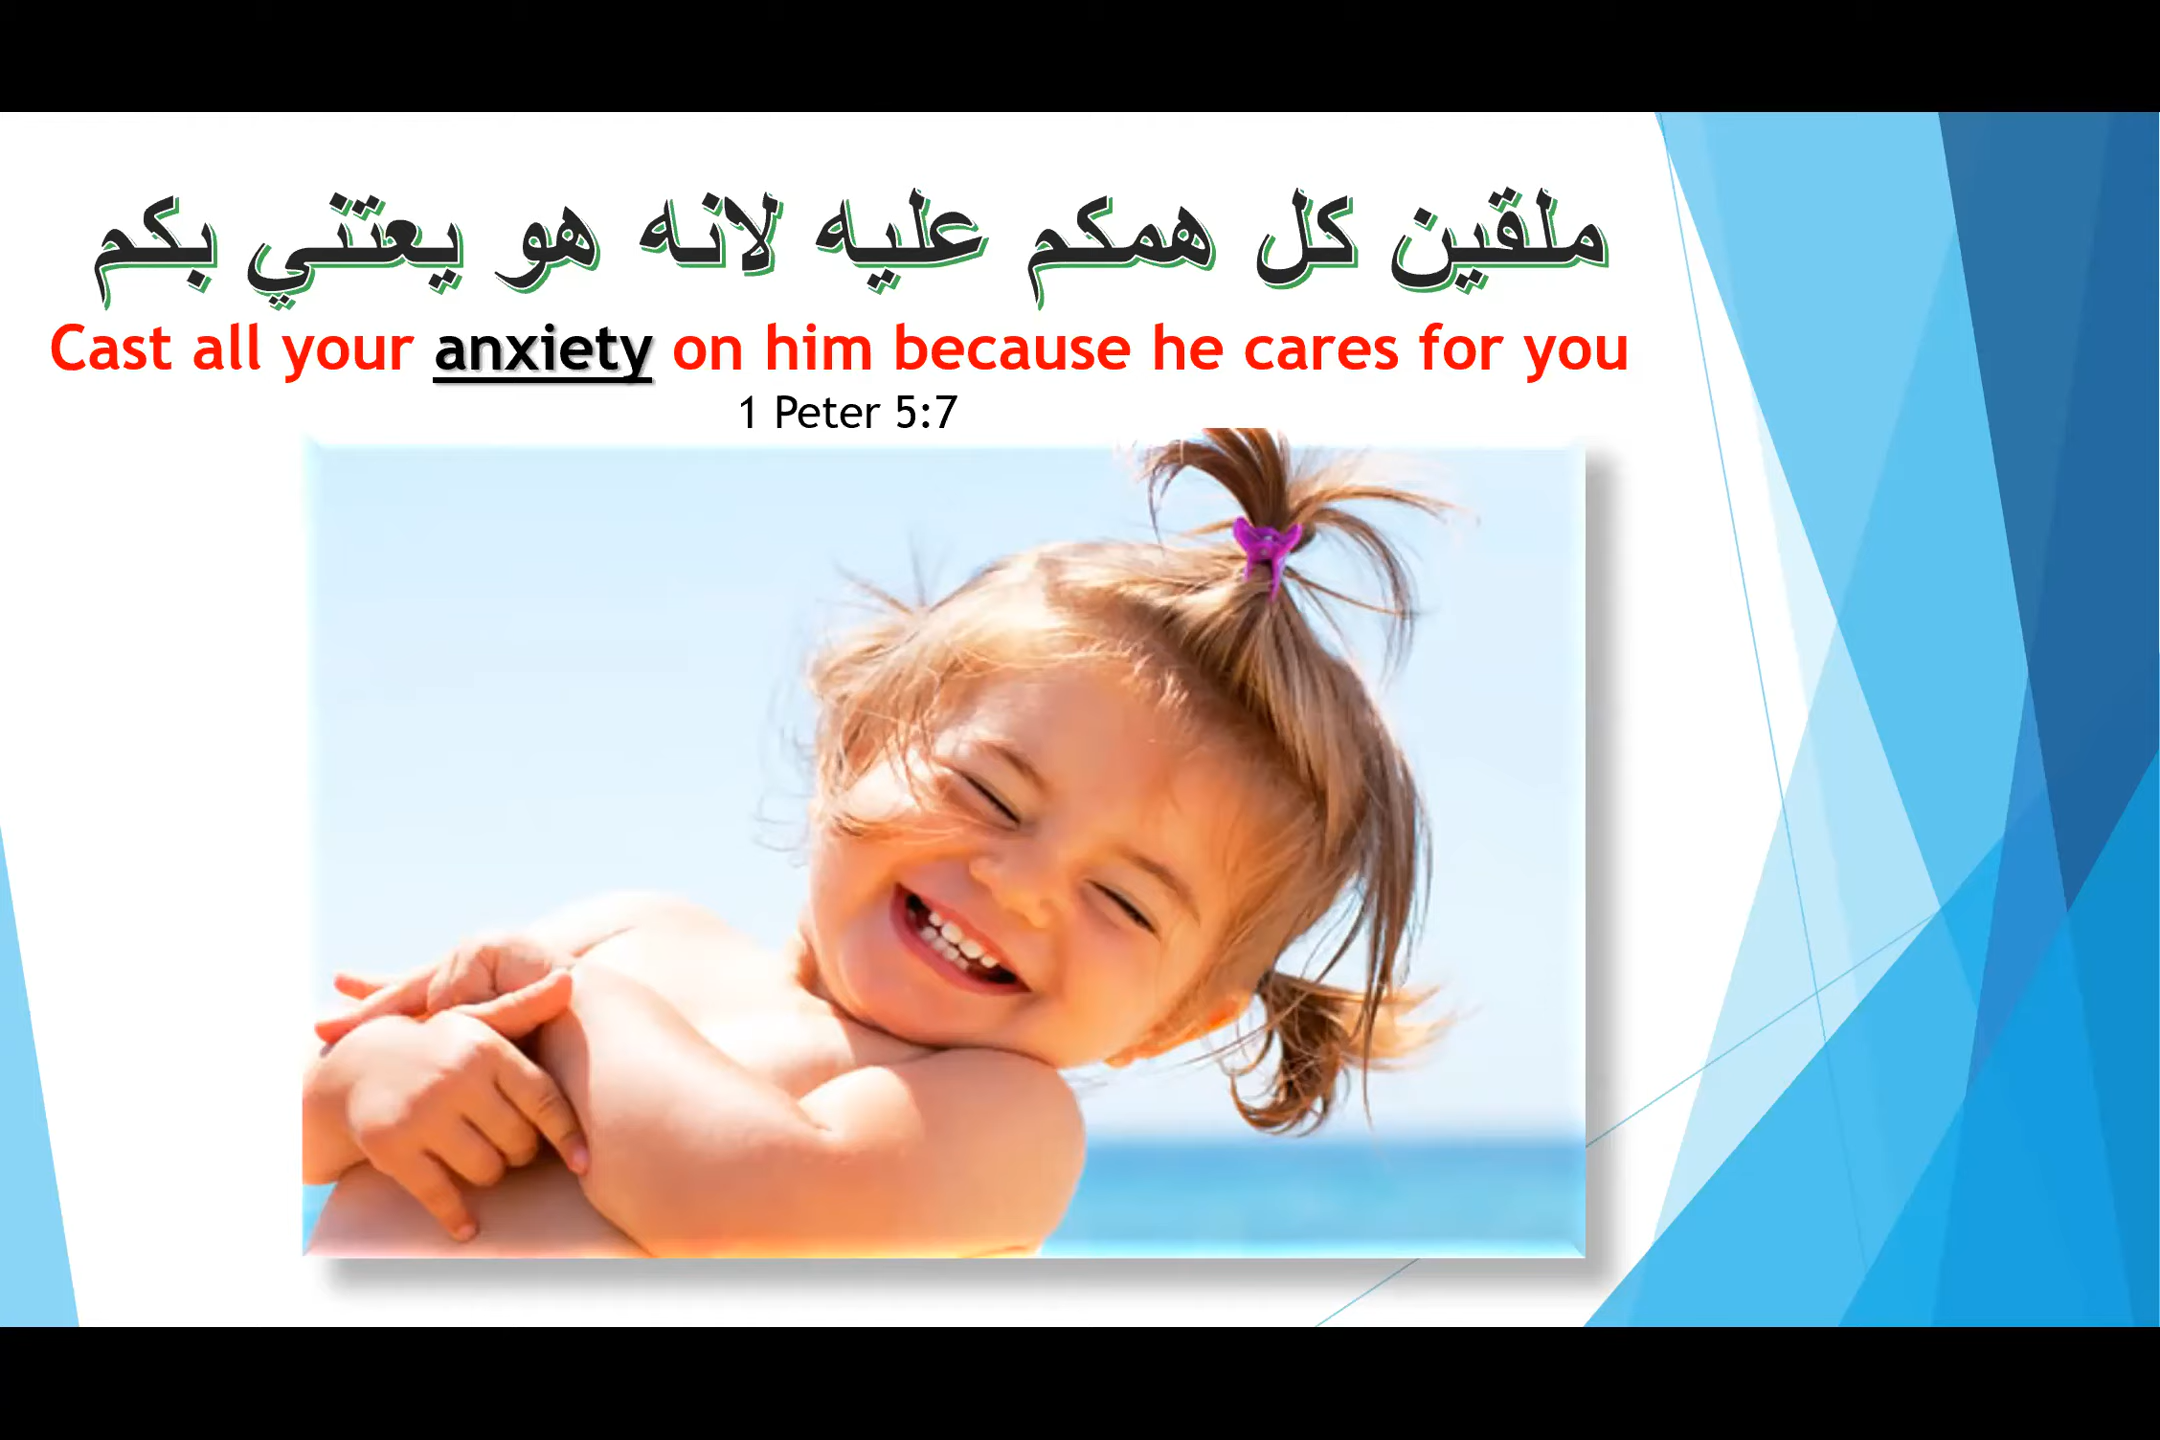 ملقين كل همكم عليه لانه هو يعتني بكم
Cast all your anxiety on him because he cares for you
1 Peter 5:7